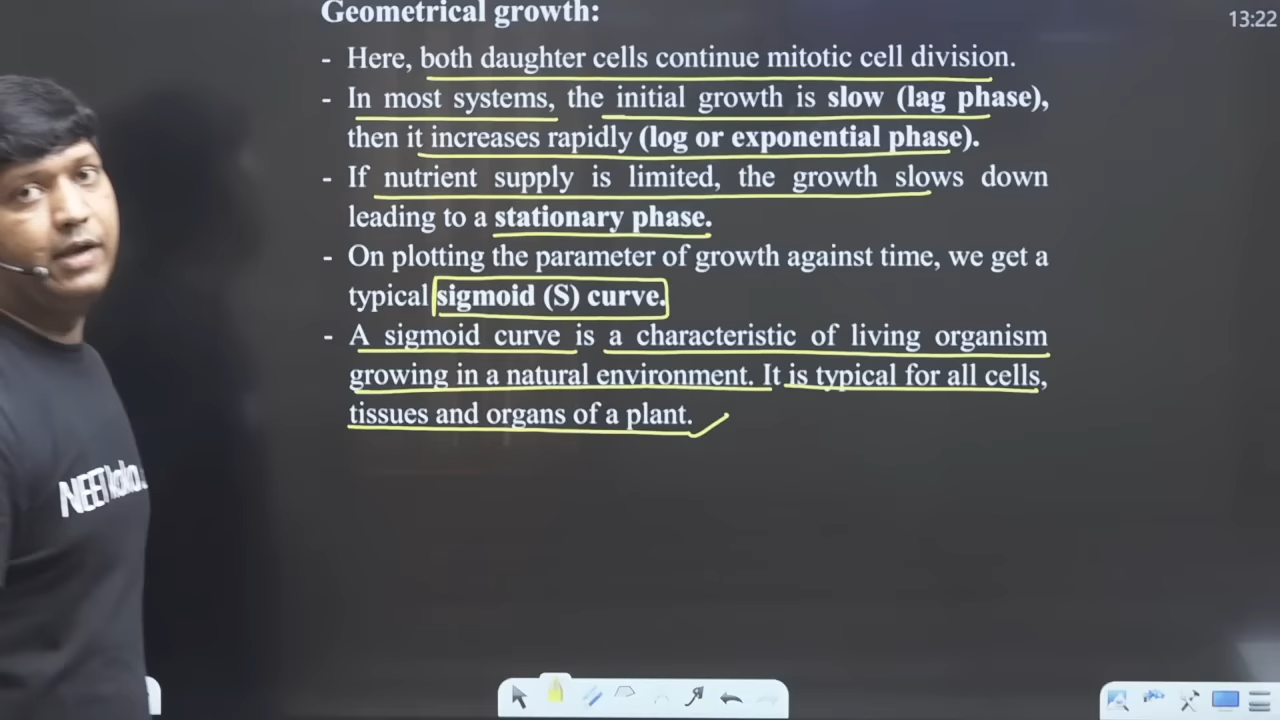 Geometrical growth:
13:22
- Here, both daughter cells continue mitotic cell division.
- In most systems, the initial growth is slow (lag phase),
then it increases rapidly (log or exponential phase).
- If nutrient supply is limited, the growth slows down
leading to a stationary phase.
- On plotting the parameter of growth against time, we get a
typical sigmoid (S) curve.
- A sigmoid curve is a characteristic of living organism
growing in a natural environment. It is typical for all cells,
tissues and organs of a plant.
NEET